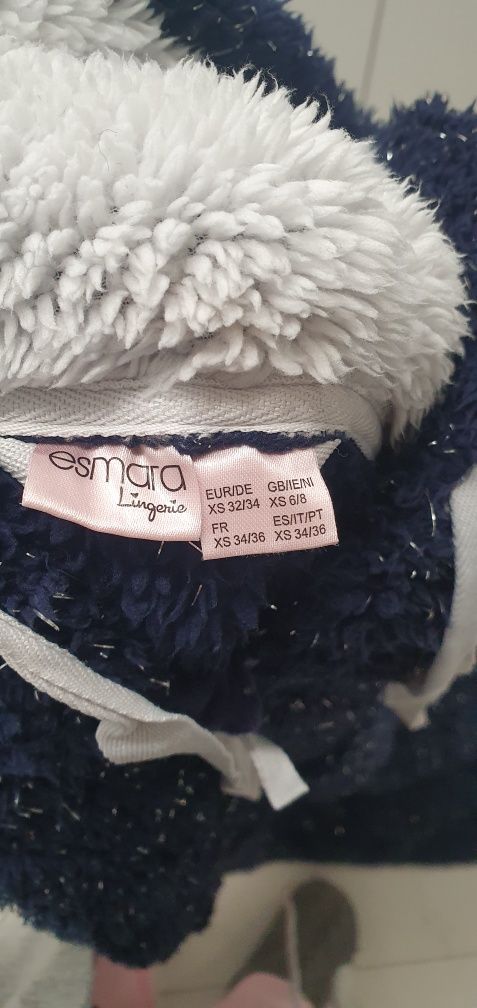 esmara
Lingerie
EUR/DE GB/IE/NI
XS 32/34 XS 6/8
FR ES/IT/PT
XS 34/36 XS 34/36